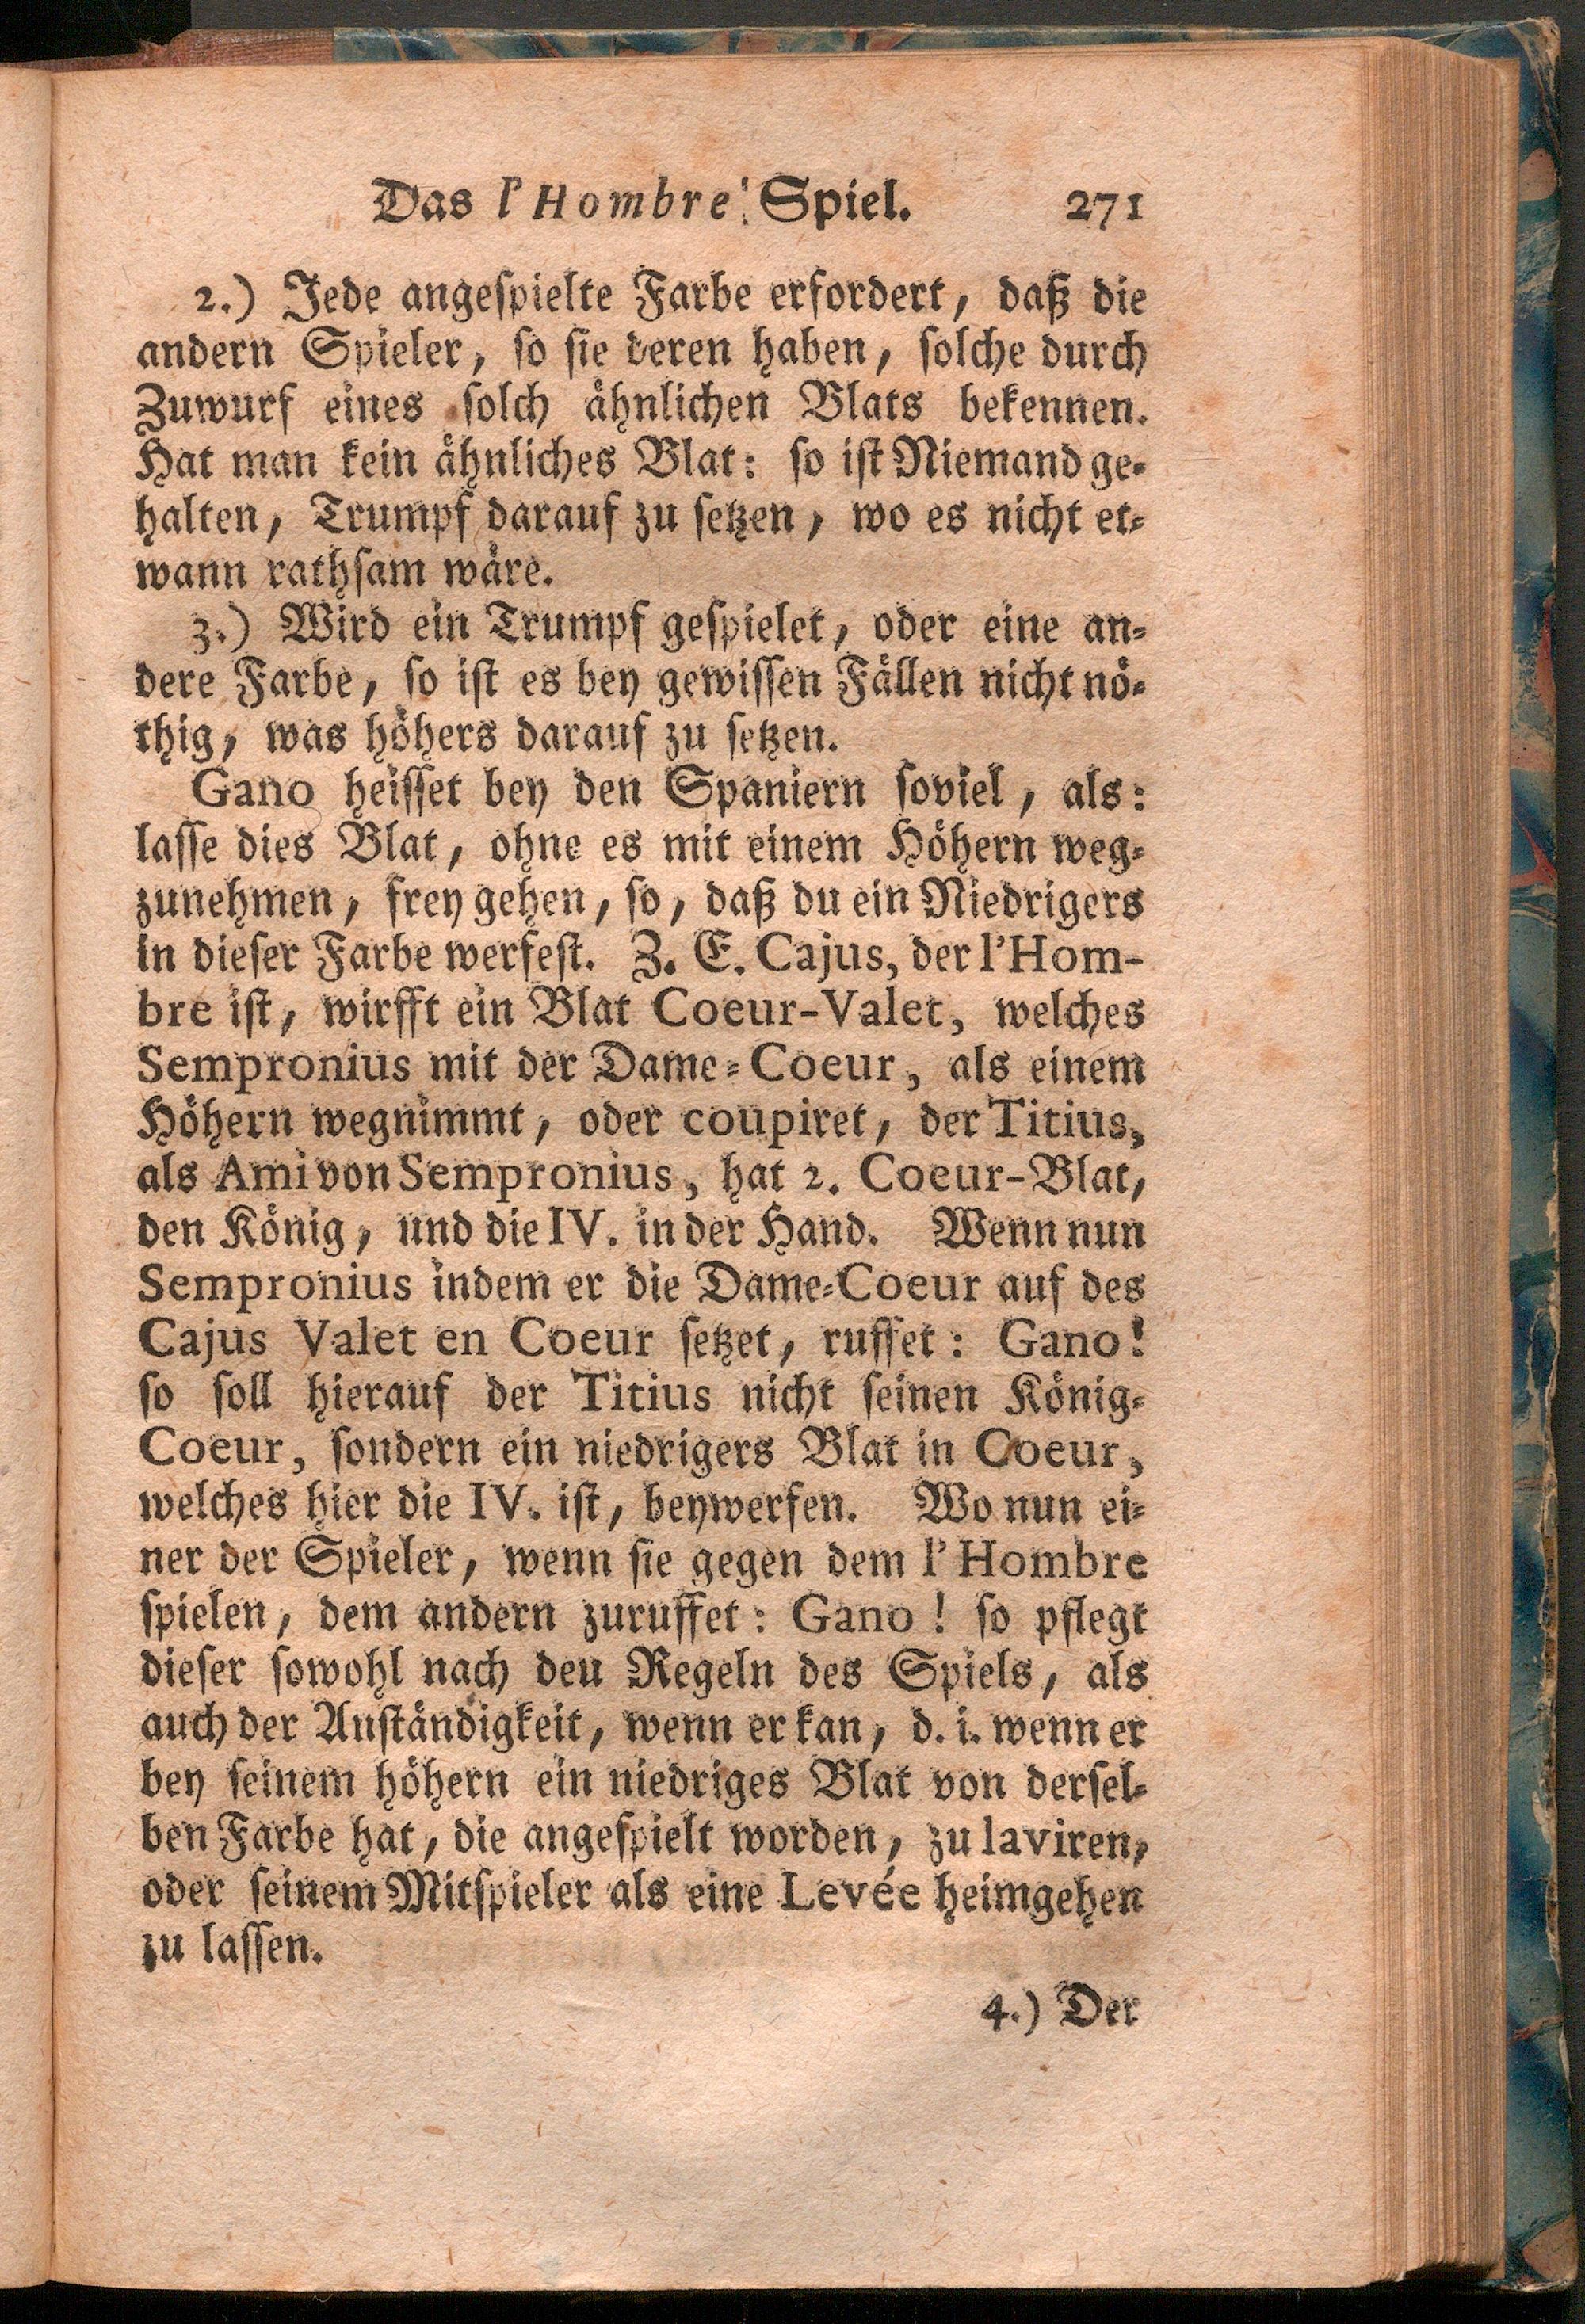 Das l'Hombre Spiel. 271
2.) Jede angespielte Farbe erfordert, daß die
andern Spieler, so sie deren haben, solche durch
Zuwurf eines solch ähnlichen Blats bekennen.
Hat man kein ähnliches Blat: so ist Niemand ge-
halten, Trumpf darauf zu setzen, wo es nicht et-
wann rathsam wäre.
3.) Wird ein Trumpf gespielet, oder eine an-
dere Farbe, so ist es bey gewissen Fällen nicht nö-
thig, was höhers darauf zu setzen.
Gano heisset bey den Spaniern soviel, als:
lasse dies Blat, ohne es mit einem Höhern weg-
zunehmen, frey gehen, so, daß du ein Niedrigers
in dieser Farbe werfest. Z. E. Cajus, der l'Hom-
bre ist, wirfft ein Blat Coeur-Valet, welches
Sempronius mit der Dame-Coeur, als einem
Höhern wegnimmt, oder coupiret, der Titius,
als Ami von Sempronius, hat 2. Coeur-Blat,
den König, und die IV. in der Hand. Wenn nun
Sempronius indem er die Dame-Coeur auf des
Cajus Valet en Coeur setzet, ruffet: Gano!
so soll hierauf der Titius nicht seinen König-
Coeur, sondern ein niedrigers Blat in Coeur,
welches hier die IV. ist, beywerfen. Wo nun ei-
ner der Spieler, wenn sie gegen dem l'Hombre
spielen, dem andern zuruffet: Gano! so pflegt
dieser sowohl nach deu Regeln des Spiels, als
auch der Anständigkeit, wenn er kan, d. i. wenn er
bey seinem höhern ein niedriges Blat von dersel-
ben Farbe hat, die angespielt worden, zu laviren,
oder seinem Mitspieler als eine Levée heimgehen
zu lassen.
4.) Der